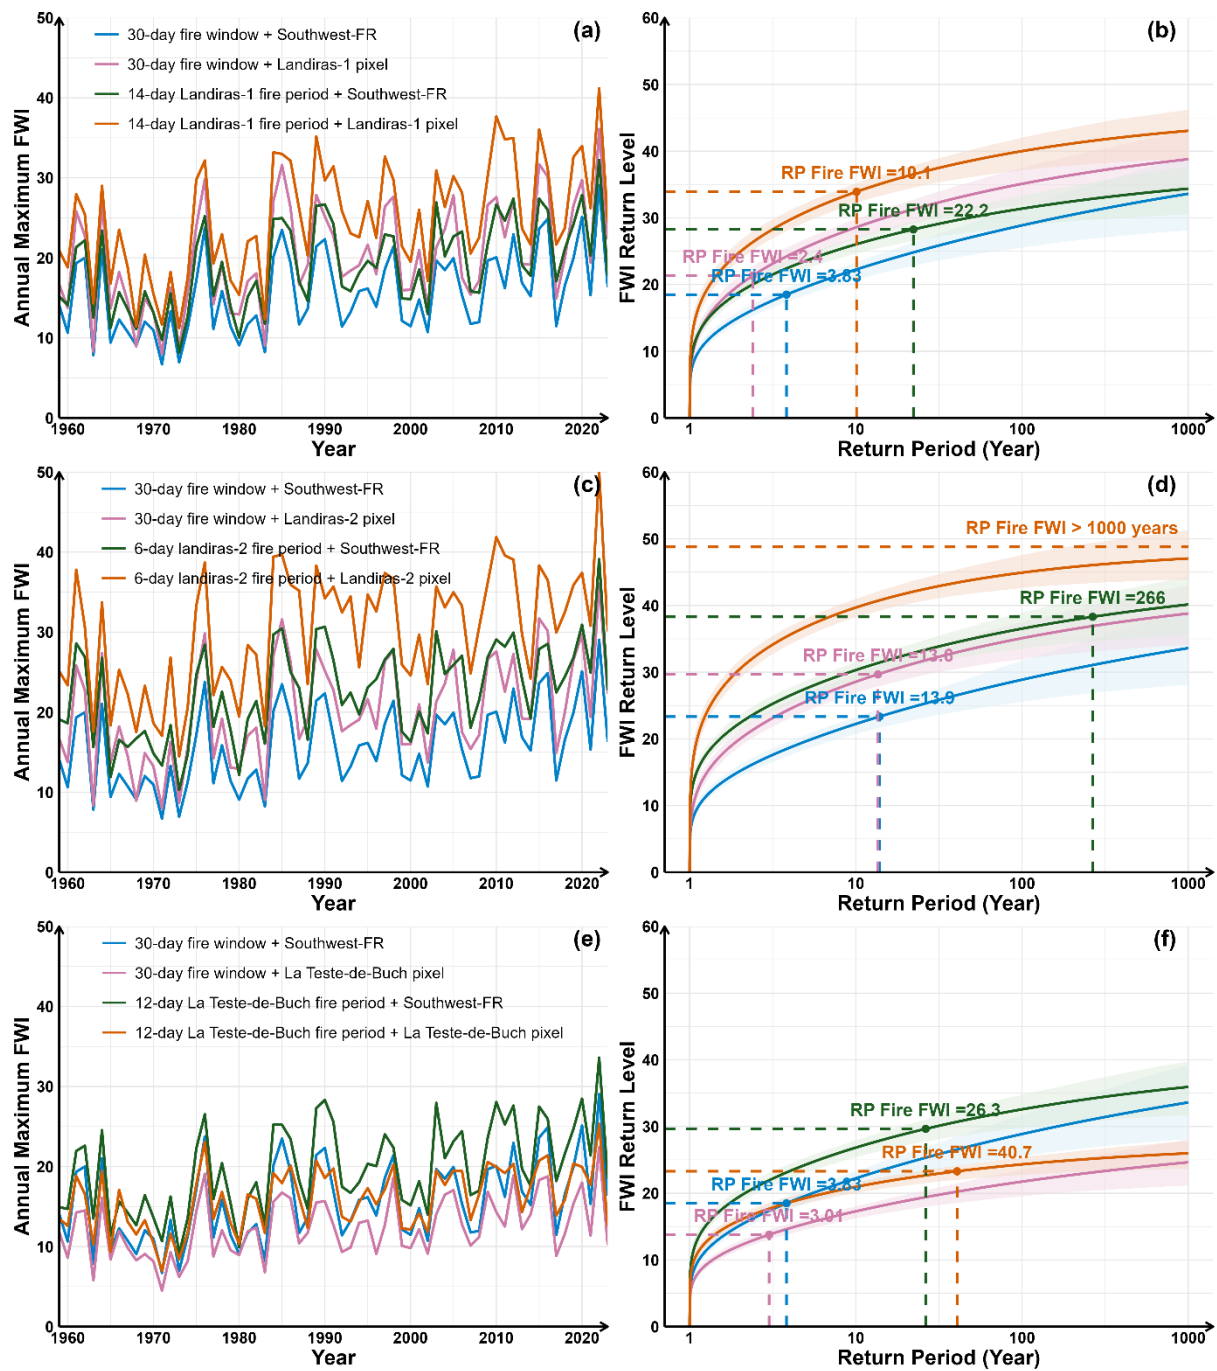 (a)
30-day fire window + Southwest-FR
30-day fire window + Landiras-1 pixel
14-day Landiras-1 fire period + Southwest-FR
14-day Landiras-1 fire period + Landiras-1 pixel
Annual Maximum FWI
50
40
30
20
10
0
1960 1970 1980 1990 2000 2010 2020
Year
(b)
FWI Return Level
60
50
40
30
20
10
0
RP Fire FWI =10.1
RP Fire FWI =22.2
RP Fire FWI =2.4
RP Fire FWI =3.83
1 10 100 1000
Return Period (Year)
(c)
30-day fire window + Southwest-FR
30-day fire window + Landiras-2 pixel
6-day landiras-2 fire period + Southwest-FR
6-day landiras-2 fire period + Landiras-2 pixel
Annual Maximum FWI
50
40
30
20
10
0
1960 1970 1980 1990 2000 2010 2020
Year
(d)
FWI Return Level
60
50
40
30
20
10
0
RP Fire FWI > 1000 years
RP Fire FWI =266
RP Fire FWI =13.6
RP Fire FWI =13.9
1 10 100 1000
Return Period (Year)
(e)
30-day fire window + Southwest-FR
30-day fire window + La Teste-de-Buch pixel
12-day La Teste-de-Buch fire period + Southwest-FR
12-day La Teste-de-Buch fire period + La Teste-de-Buch pixel
Annual Maximum FWI
50
40
30
20
10
0
1960 1970 1980 1990 2000 2010 2020
Year
(f)
FWI Return Level
60
50
40
30
20
10
0
RP Fire FWI =26.3
RP Fire FWI =40.7
RP Fire FWI =3.83
RP Fire FWI =3.01
1 10 100 1000
Return Period (Year)